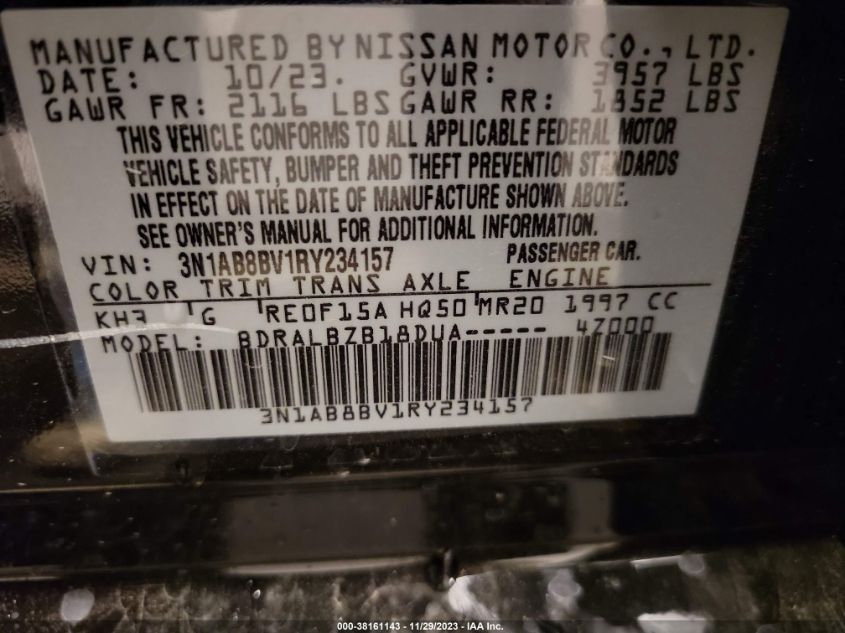 MANUFACTURED BY NISSAN MOTOR CO., LTD.
DATE: 10/23. GVWR: 3957 LBS
GAWR FR: 2116 LBS GAWR RR: 1852 LBS
THIS VEHICLE CONFORMS TO ALL APPLICABLE FEDERAL MOTOR
VEHICLE SAFETY, BUMPER AND THEFT PREVENTION STANDARDS
IN EFFECT ON THE DATE OF MANUFACTURE SHOWN ABOVE.
SEE OWNER'S MANUAL FOR ADDITIONAL INFORMATION.
VIN: 3N1AB8BV1RY234157 PASSENGER CAR.
COLOR TRIM TRANS AXLE ENGINE
KH3 G RE0F15A HQ50 MR20 1997 CC
MODEL: BDRALBZB18DUA----- 4Z000
3N1AB8BV1RY234157
000-38161143 - 11/29/2023 - IAA Inc.